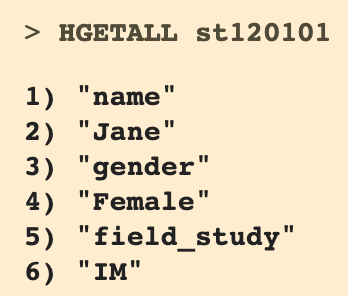 > HGETALL st120101
1) "name"
2) "Jane"
3) "gender"
4) "Female"
5) "field_study"
6) "IM"